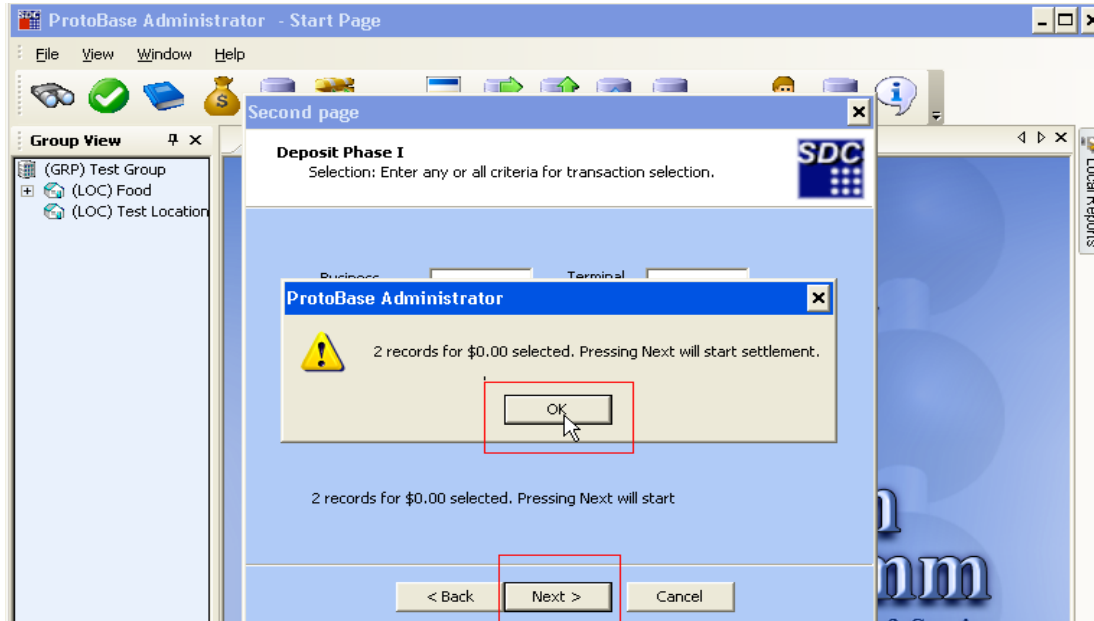 ProtoBase Administrator - Start Page
File View Window Help
Group View
(GRP) Test Group
(LOC) Food
(LOC) Test Location
Second page
Deposit Phase I
Selection: Enter any or all criteria for transaction selection.
SDC
Business Terminal
ProtoBase Administrator
2 records for $0.00 selected. Pressing Next will start settlement.
OK
2 records for $0.00 selected. Pressing Next will start
< Back Next > Cancel
Local Reports